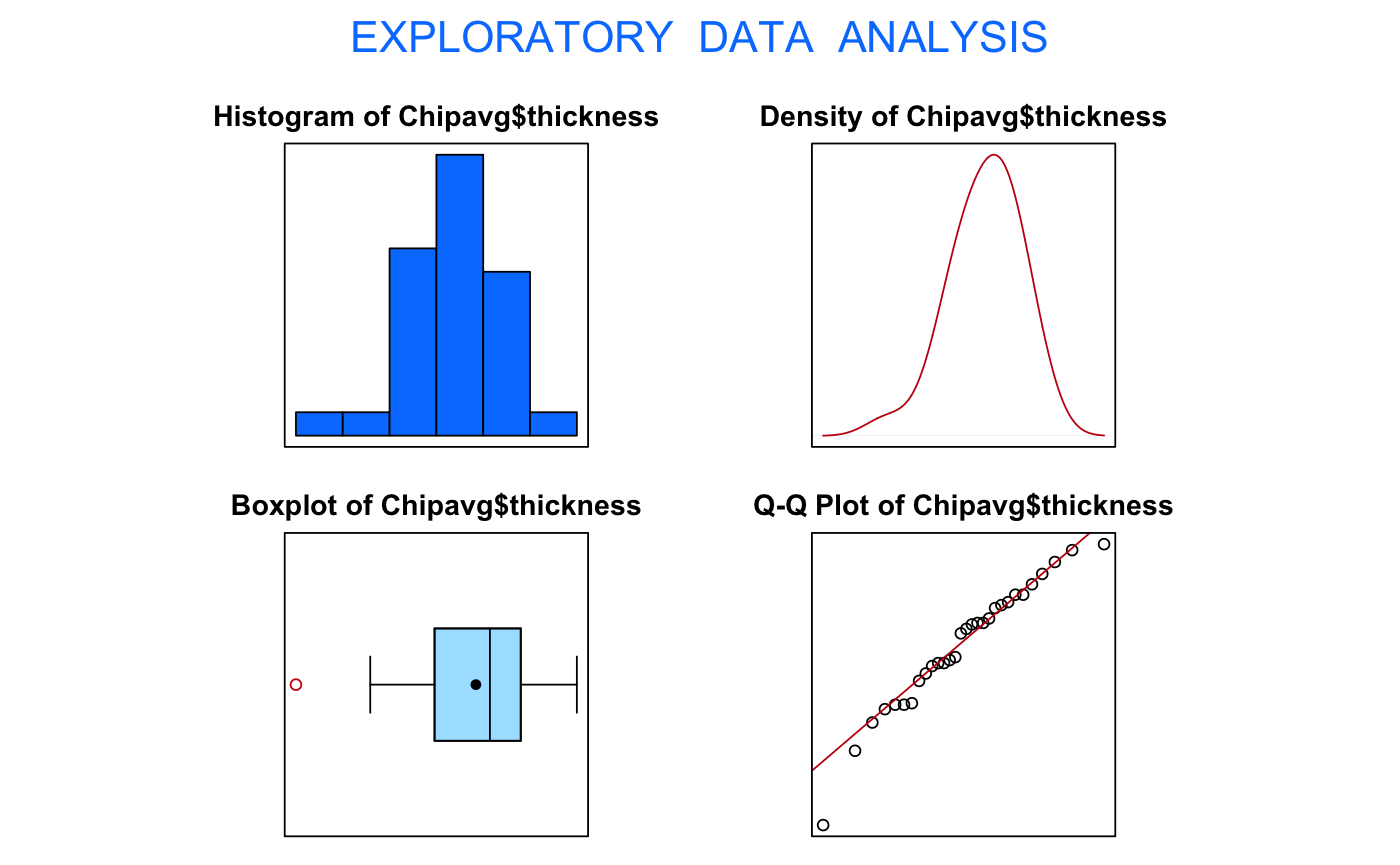 EXPLORATORY DATA ANALYSIS
Histogram of Chipavg$thickness
Density of Chipavg$thickness
Boxplot of Chipavg$thickness
Q-Q Plot of Chipavg$thickness